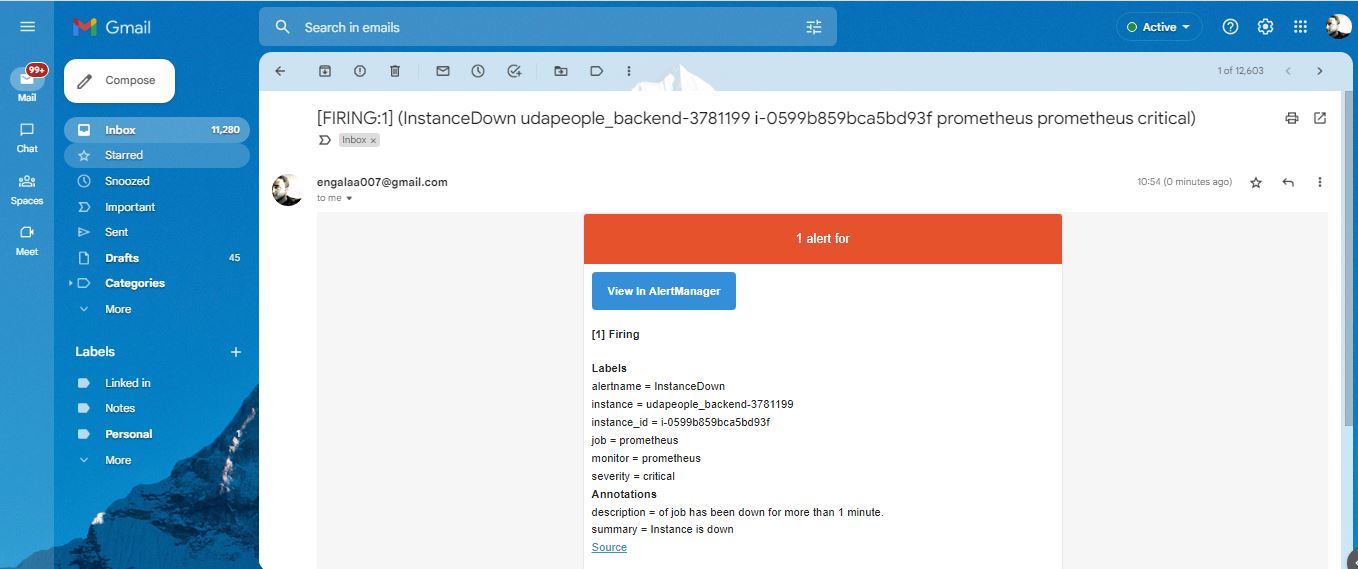 Gmail
Search in emails
Active
99+
Mail
Compose
1 of 12,603
Chat
Inbox 11,280
Starred
Spaces
Snoozed
Important
Meet
Sent
Drafts 45
Categories
More
Labels
Linked in
Notes
Personal 1
More
[FIRING:1] (InstanceDown udapeople_backend-3781199 i-0599b859bca5bd93f prometheus prometheus critical)
Inbox ×
engalaa007@gmail.com
10:54 (0 minutes ago)
to me
1 alert for
View In AlertManager
[1] Firing
Labels
alertname = InstanceDown
instance = udapeople_backend-3781199
instance_id = i-0599b859bca5bd93f
job = prometheus
monitor = prometheus
severity = critical
Annotations
description = of job has been down for more than 1 minute.
summary = Instance is down
Source